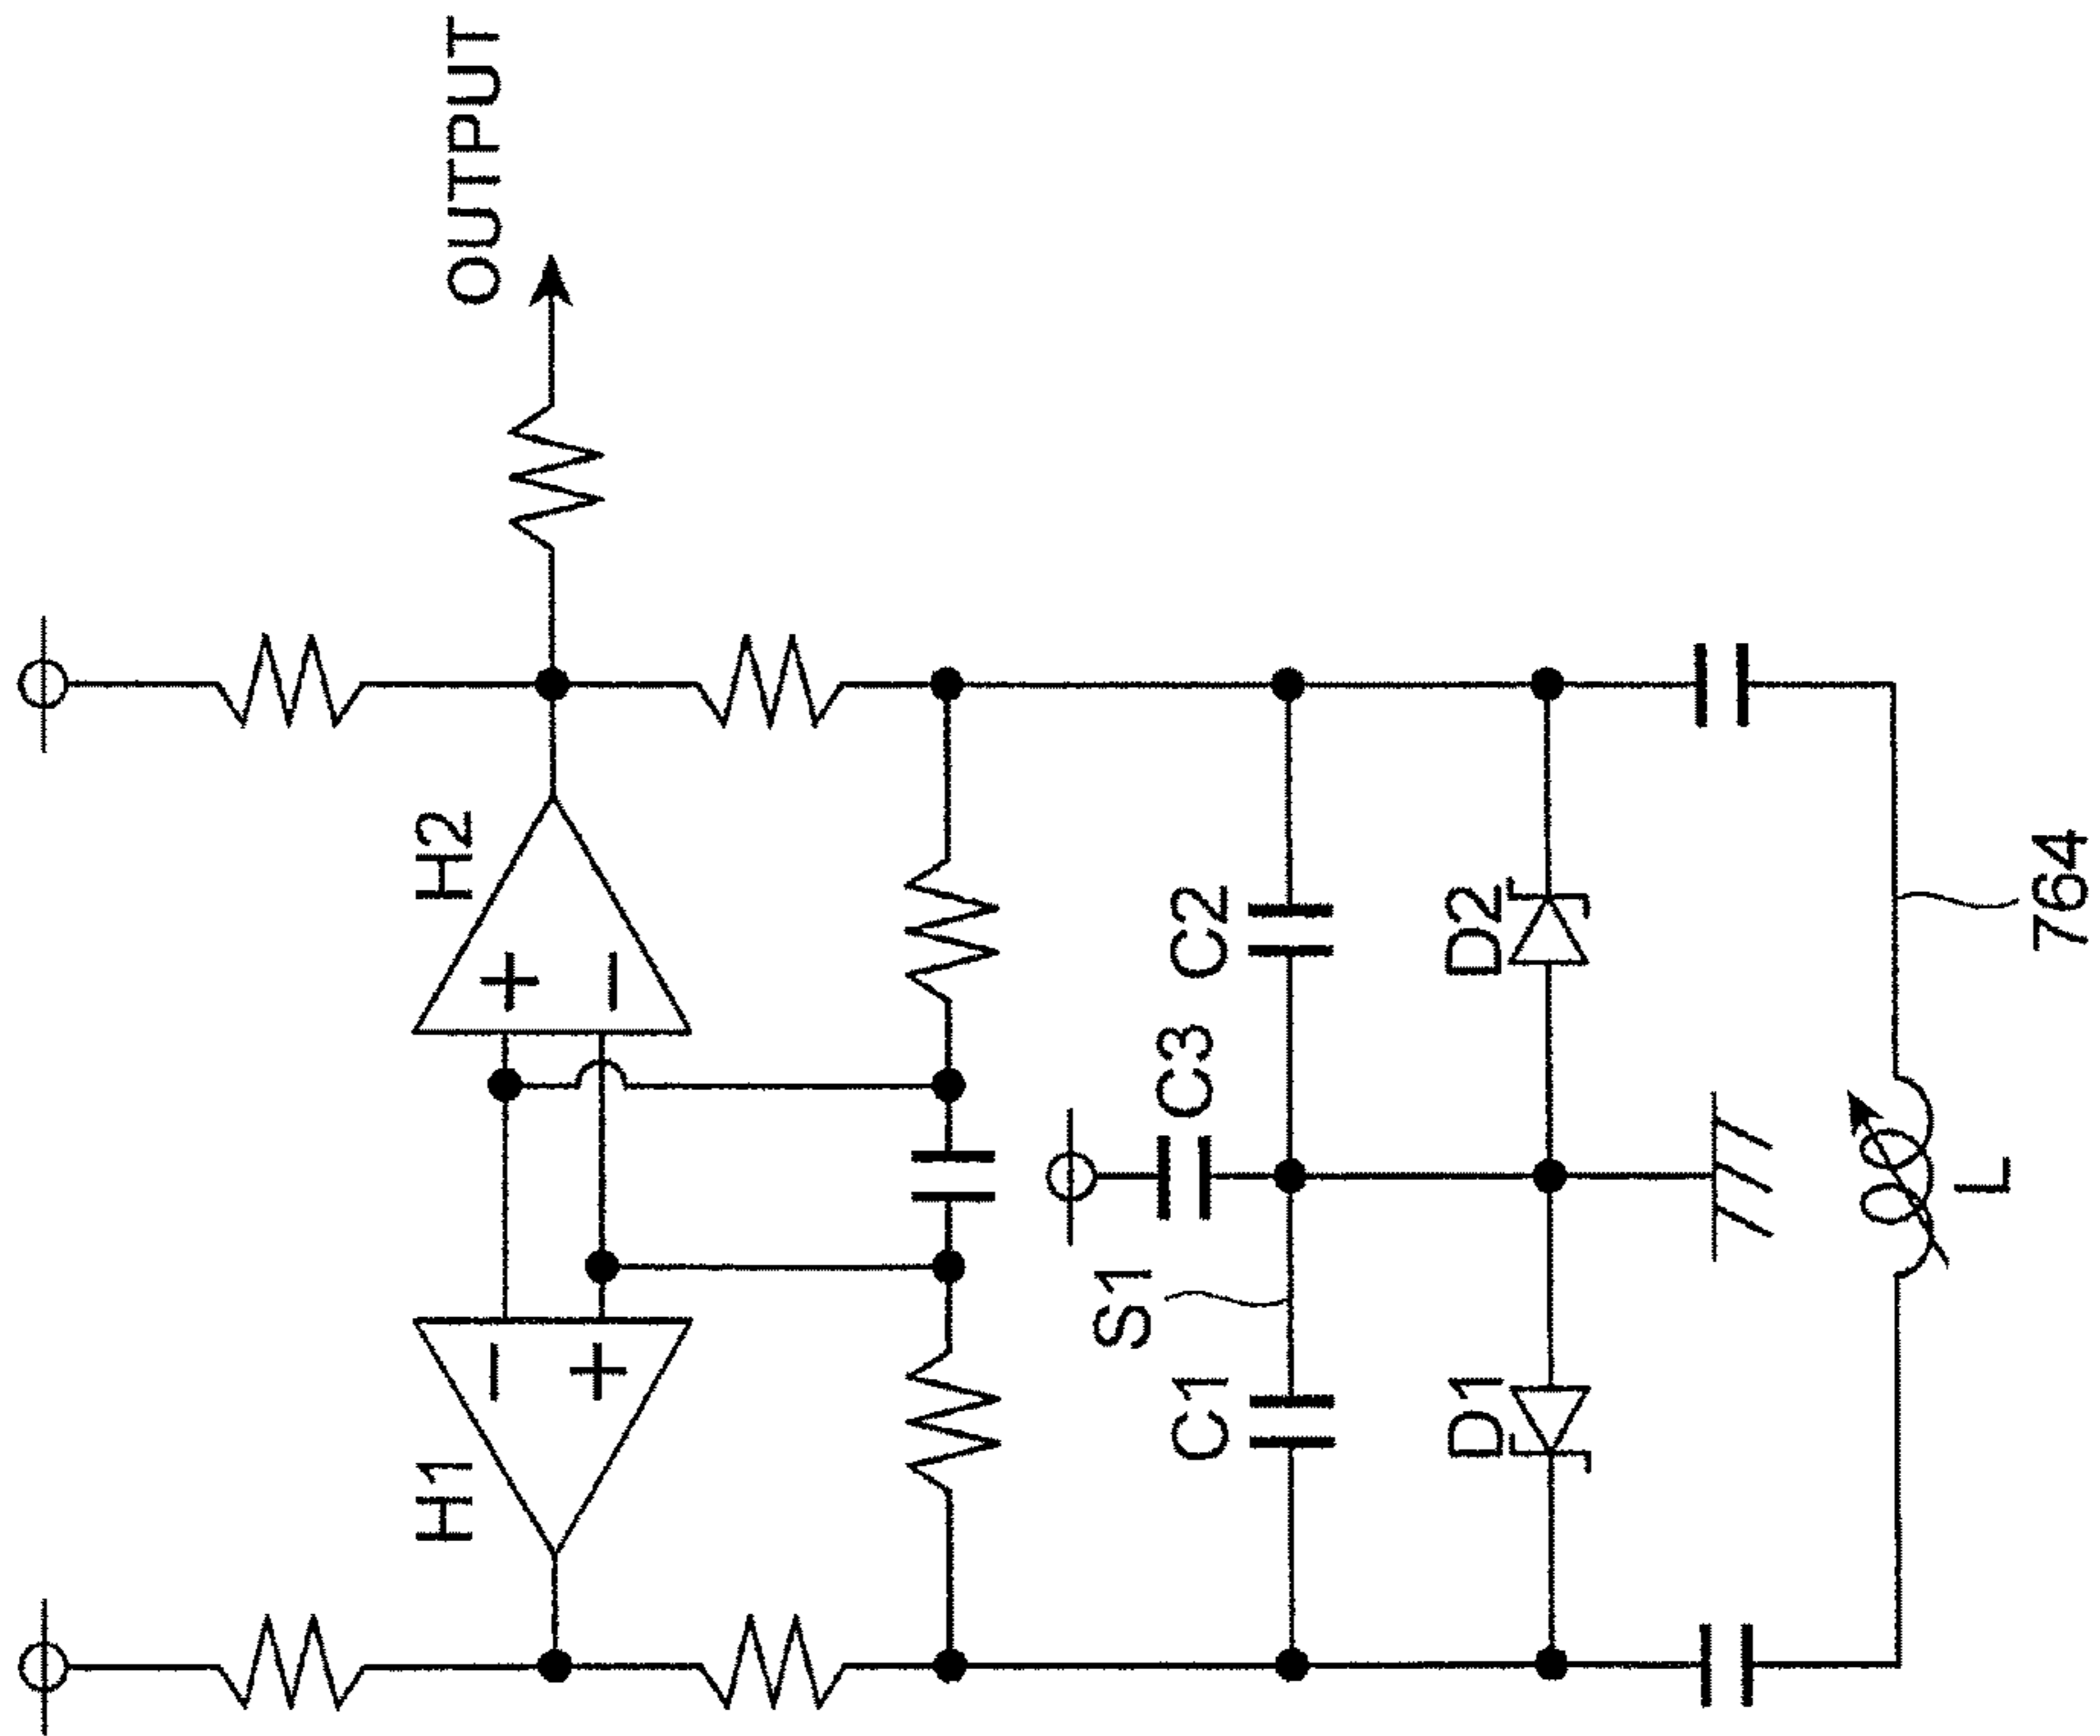 OUTPUT
H1
H2
+
−
−
+
S1
C3
C1
C2
D1
D2
L
764